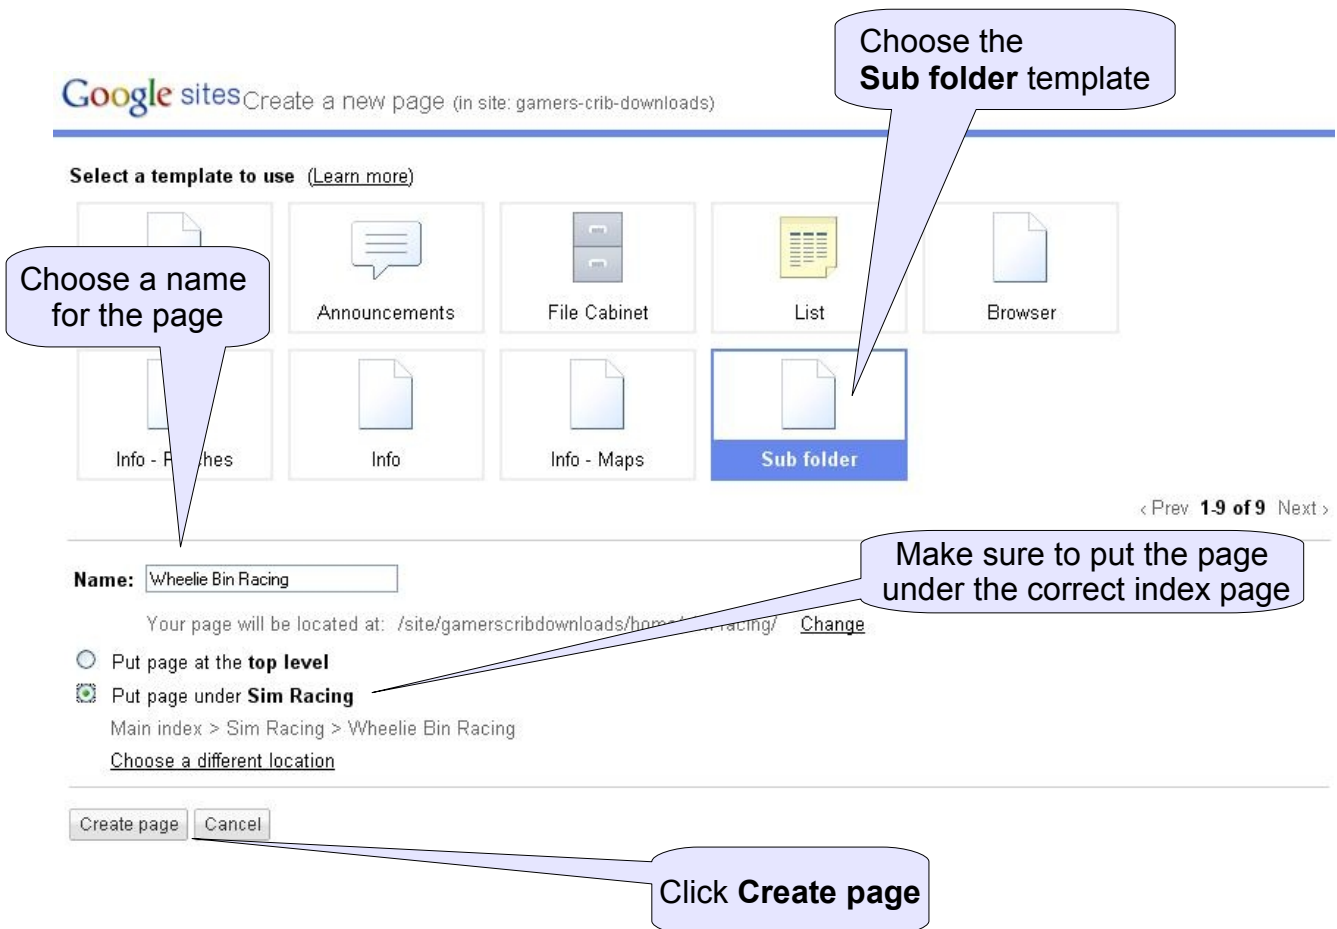 Choose the
Sub folder template
Google sites Create a new page (in site: gamers-crib-downloads)
Select a template to use (Learn more)
Choose a name
for the page
Announcements
File Cabinet
List
Browser
Info -
Info
Info - Maps
Sub folder
‹ Prev 1-9 of 9 Next ›
Make sure to put the page
under the correct index page
Name: Wheelie Bin Racing
Your page will be located at: /site/gamerscribdownloads/home/ racing/ Change
Put page at the top level
Put page under Sim Racing
Main index > Sim Racing > Wheelie Bin Racing
Choose a different location
Create page Cancel
Click Create page